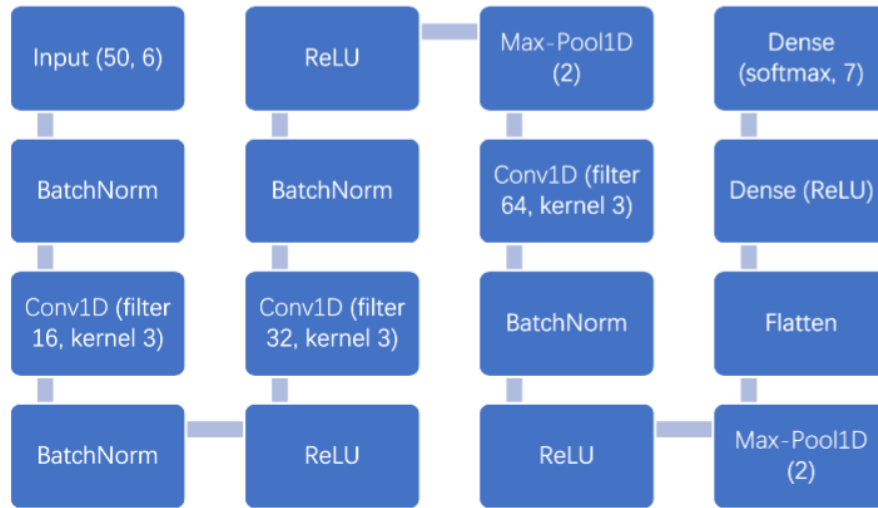 Input (50, 6)
BatchNorm
Conv1D (filter
16, kernel 3)
BatchNorm
ReLU
Conv1D (filter
32, kernel 3)
BatchNorm
ReLU
Max-Pool1D
(2)
Conv1D (filter
64, kernel 3)
BatchNorm
ReLU
Max-Pool1D
(2)
Flatten
Dense (ReLU)
Dense
(softmax, 7)